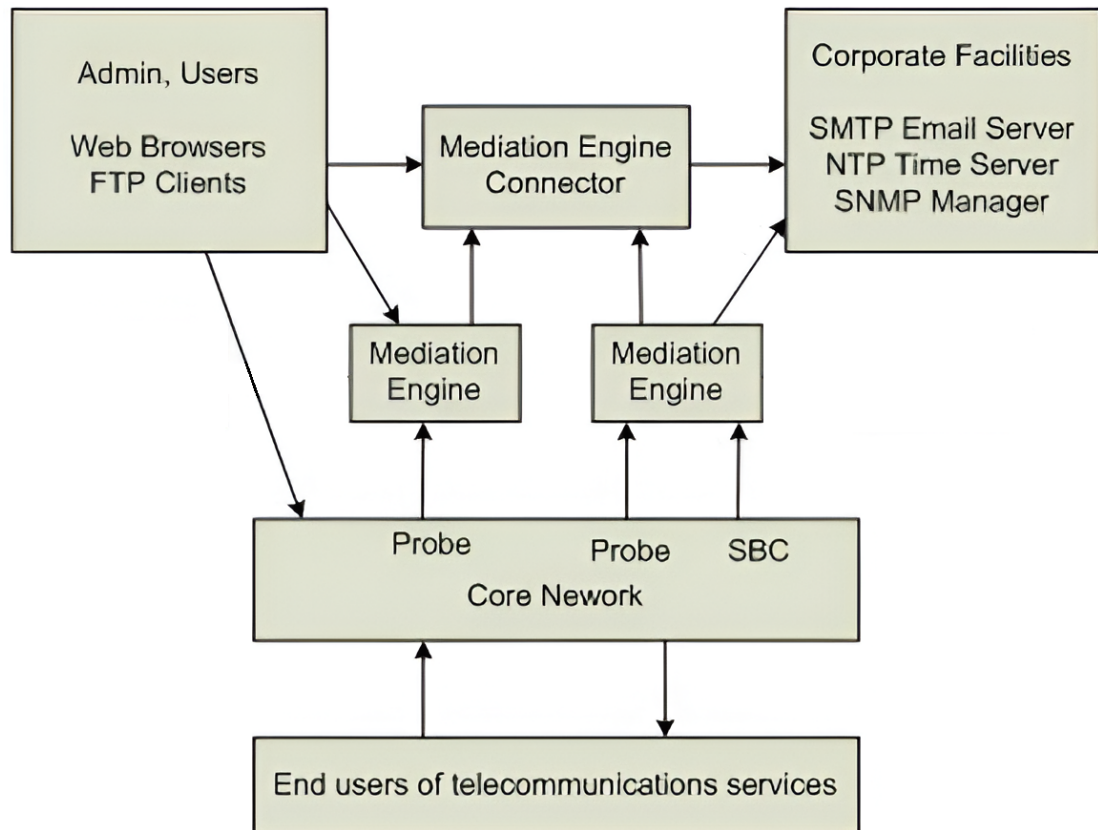 Admin, Users
Web Browsers
FTP Clients
Mediation Engine
Connector
Corporate Facilities
SMTP Email Server
NTP Time Server
SNMP Manager
Mediation
Engine
Mediation
Engine
Probe
Probe
SBC
Core Nework
End users of telecommunications services